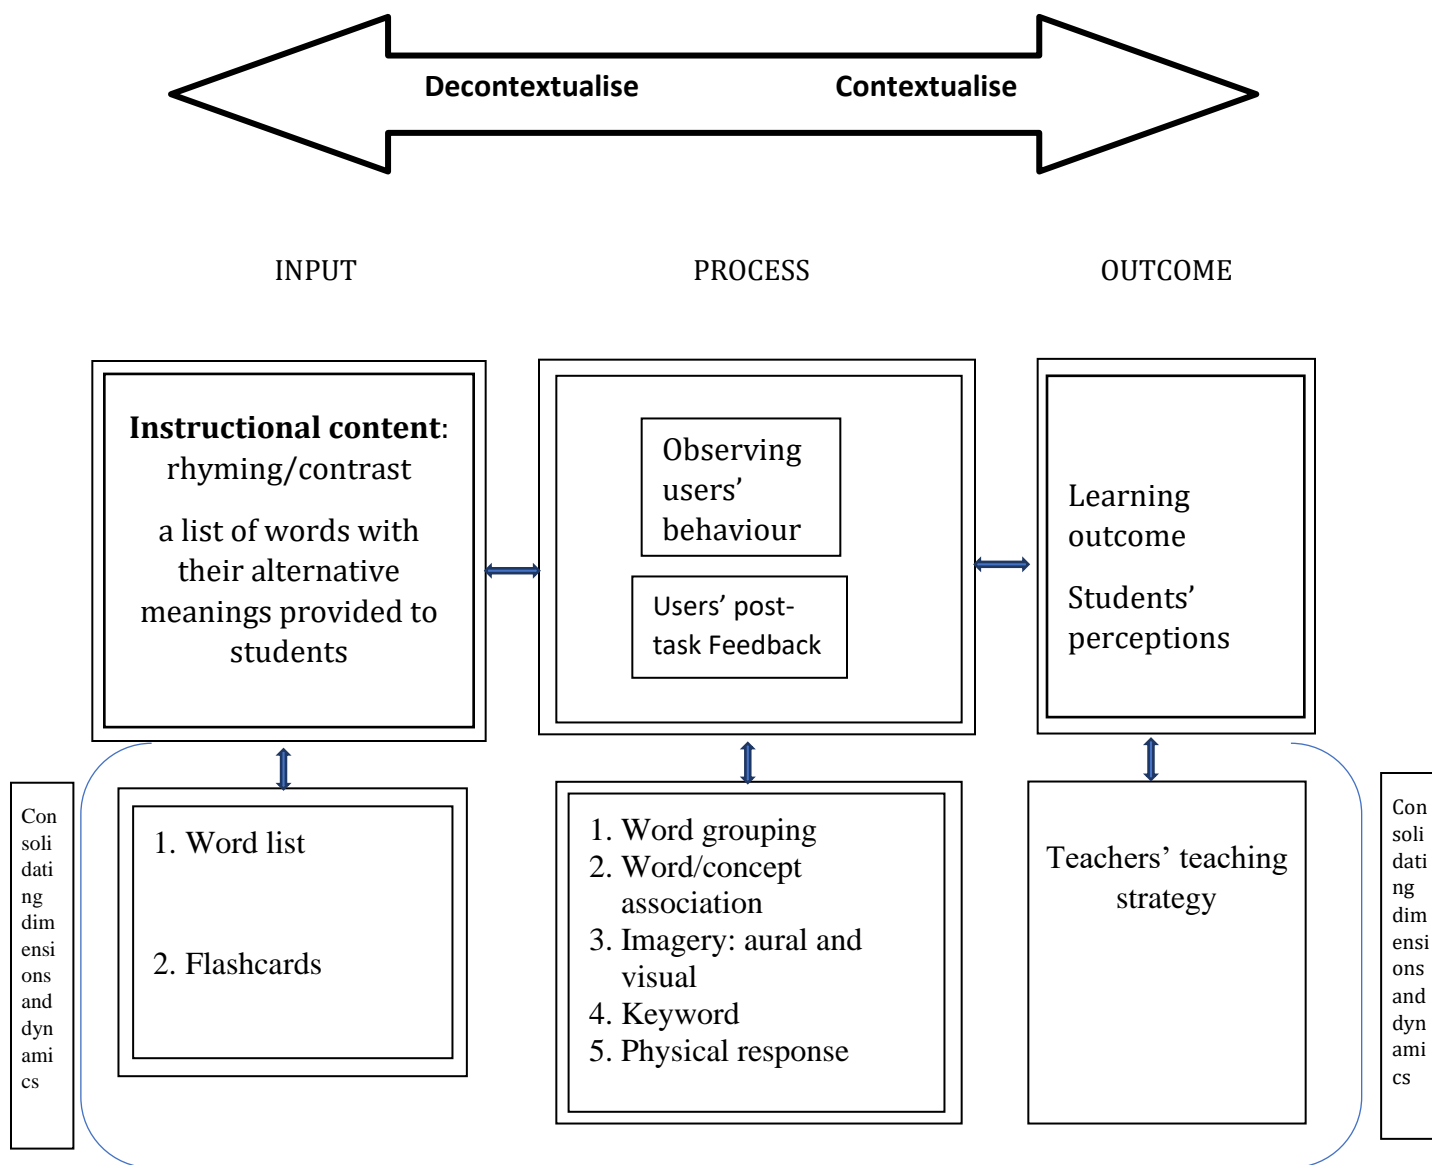 Decontextualise Contextualise
INPUT PROCESS OUTCOME
Instructional content:
rhyming/contrast
a list of words with
their alternative
meanings provided to
students
Observing
users’
behaviour
Users’ post-
task Feedback
Learning
outcome
Students’
perceptions
Con
soli
dati
ng
dim
ensi
ons
and
dyn
ami
cs
1. Word list
2. Flashcards
1. Word grouping
2. Word/concept
association
3. Imagery: aural and
visual
4. Keyword
5. Physical response
Teachers’ teaching
strategy
Con
soli
dati
ng
dim
ensi
ons
and
dyn
ami
cs